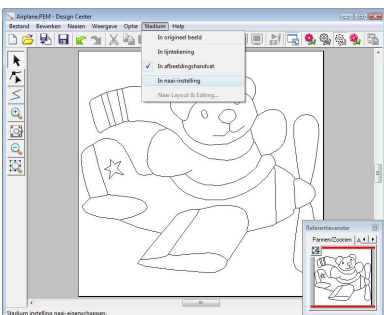 Airplane.PEM - Design Center
Bestand Bewerken Naaien Weergave Optie Stadium Help
In origineel beeld
In lijntekening
In afbeeldingshandvat
In naai-instelling
Naar Layout & Editing...
Referentievenster
Pannen/Zoomen
Stadium instelling naai-eigenschappen.